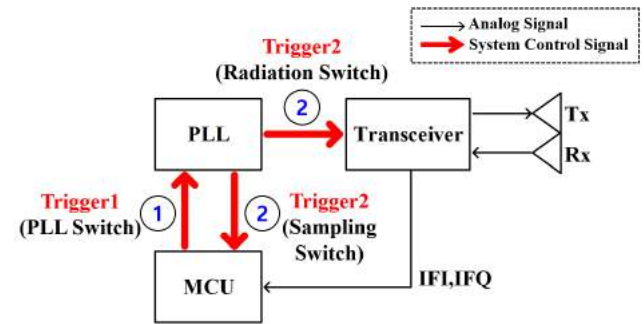 Analog Signal
System Control Signal
Trigger2
(Radiation Switch)
2
PLL
Transceiver
Tx
Rx
Trigger1
(PLL Switch)
1
2
Trigger2
(Sampling
Switch)
MCU
IFI,IFQ